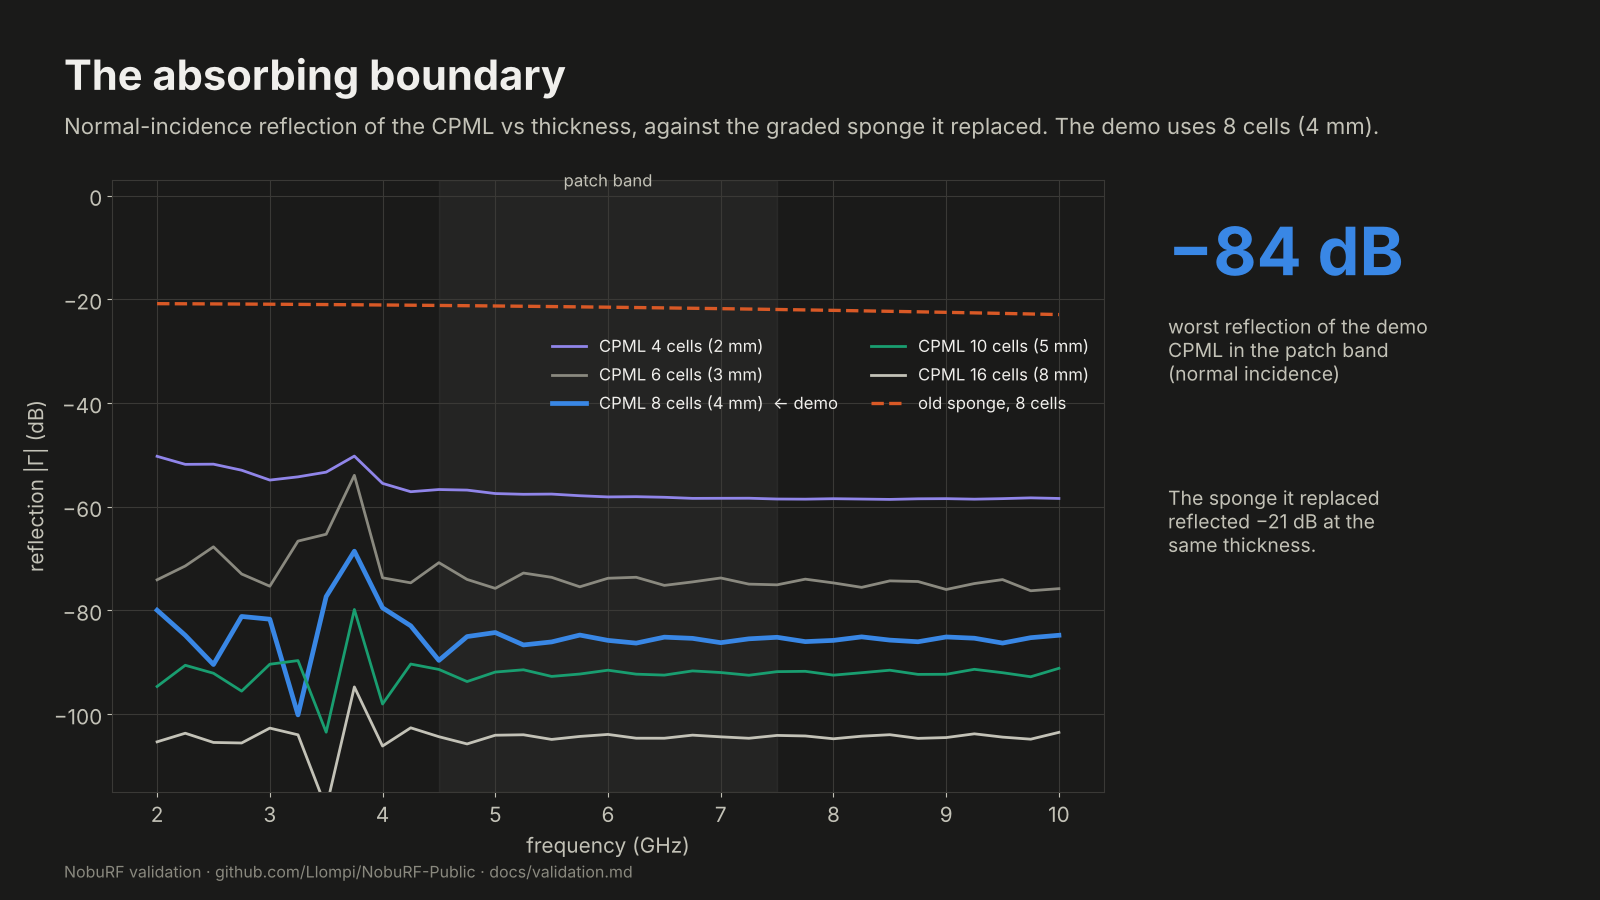 The absorbing boundary
Normal-incidence reflection of the CPML vs thickness, against the graded sponge it replaced. The demo uses 8 cells (4 mm).
patch band
0
−20
−40
−60
−80
−100
reflection |Γ| (dB)
CPML 4 cells (2 mm)
CPML 6 cells (3 mm)
CPML 8 cells (4 mm) ← demo
CPML 10 cells (5 mm)
CPML 16 cells (8 mm)
old sponge, 8 cells
2 3 4 5 6 7 8 9 10
frequency (GHz)
−84 dB
worst reflection of the demo
CPML in the patch band
(normal incidence)
The sponge it replaced
reflected −21 dB at the
same thickness.
NobuRF validation · github.com/Llompi/NobuRF-Public · docs/validation.md